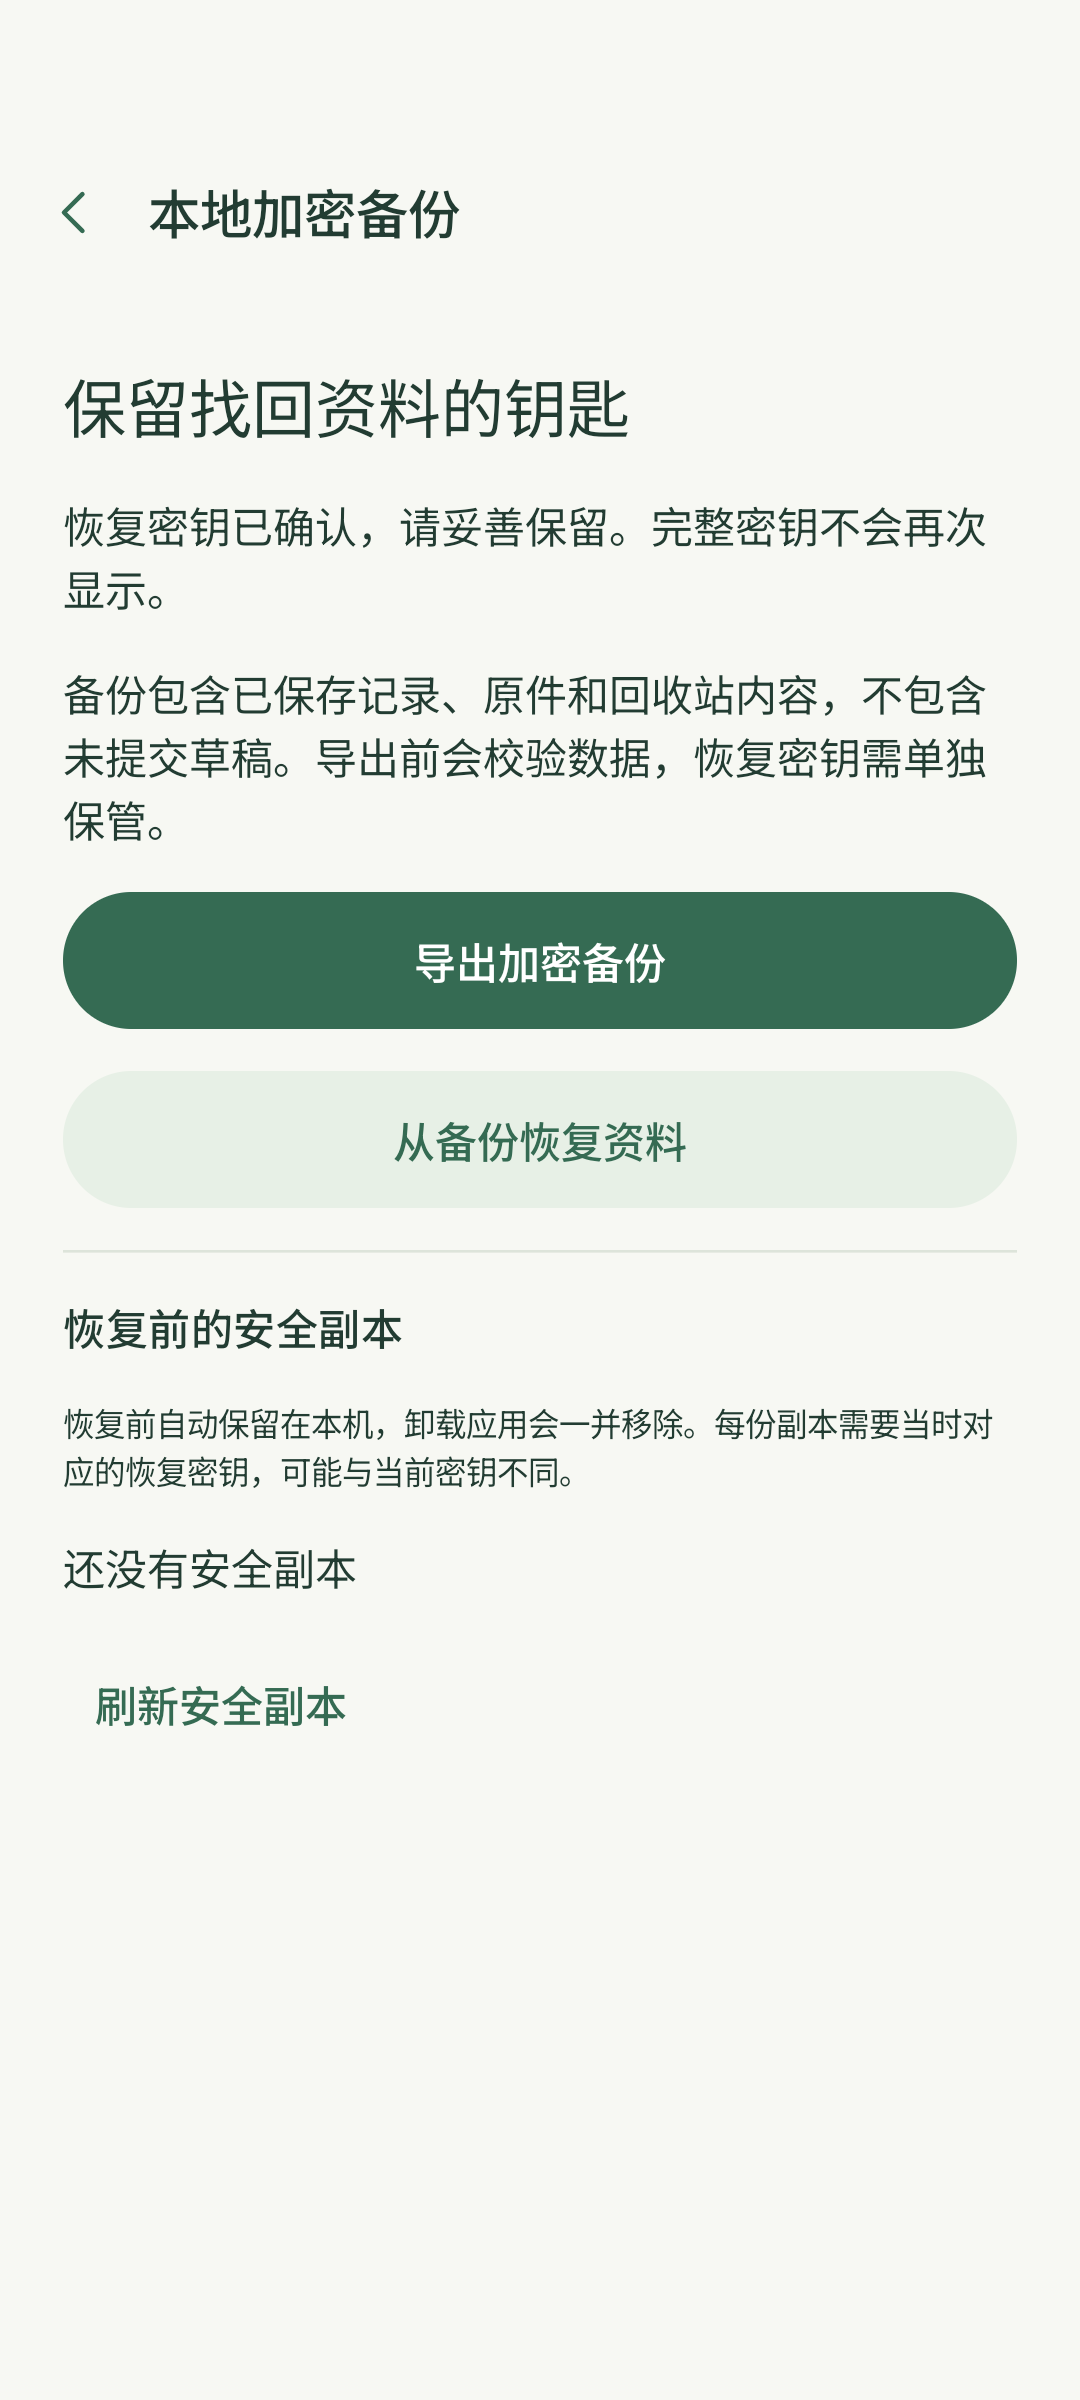 本地加密备份
保留找回资料的钥匙
恢复密钥已确认，请妥善保留。完整密钥不会再次
显示。
备份包含已保存记录、原件和回收站内容，不包含
未提交草稿。导出前会校验数据，恢复密钥需单独
保管。
导出加密备份
从备份恢复资料
恢复前的安全副本
恢复前自动保留在本机，卸载应用会一并移除。每份副本需要当时对
应的恢复密钥，可能与当前密钥不同。
还没有安全副本
刷新安全副本